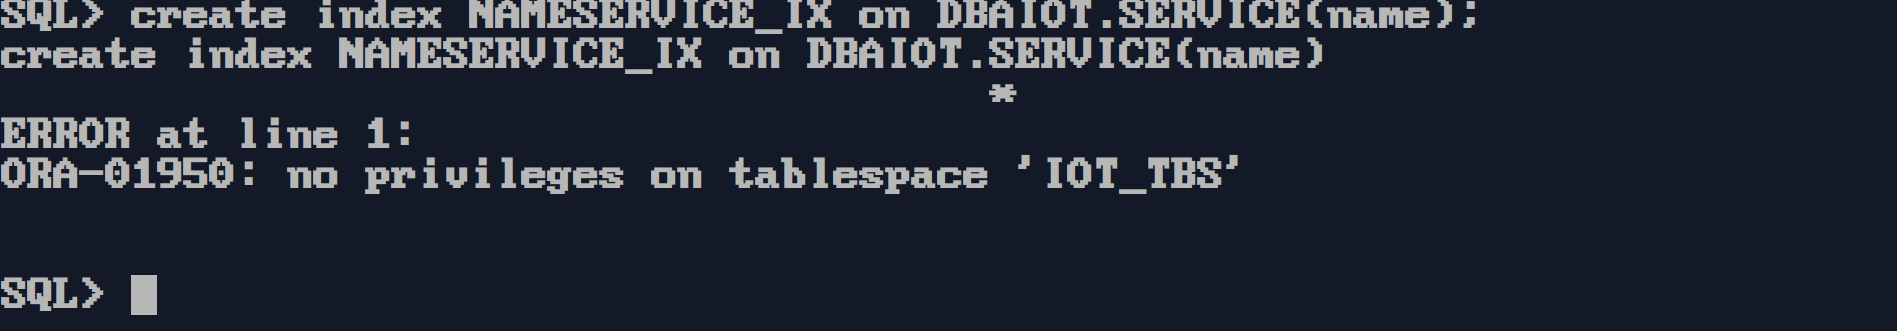 SQL> create index NAMESERVICE_IX on DBAIOT.SERVICE(name);
create index NAMESERVICE_IX on DBAIOT.SERVICE(name)
*
ERROR at line 1:
ORA-01950: no privileges on tablespace 'IOT_TBS'
SQL>